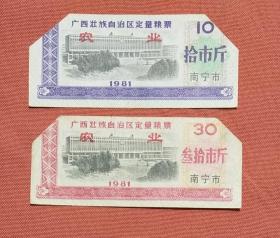 广西壮族自治区定量粮票
10
农 业
拾市斤
1981
南宁市
广西壮族自治区定量粮票
30
农 业
叁拾市斤
1981
南宁市